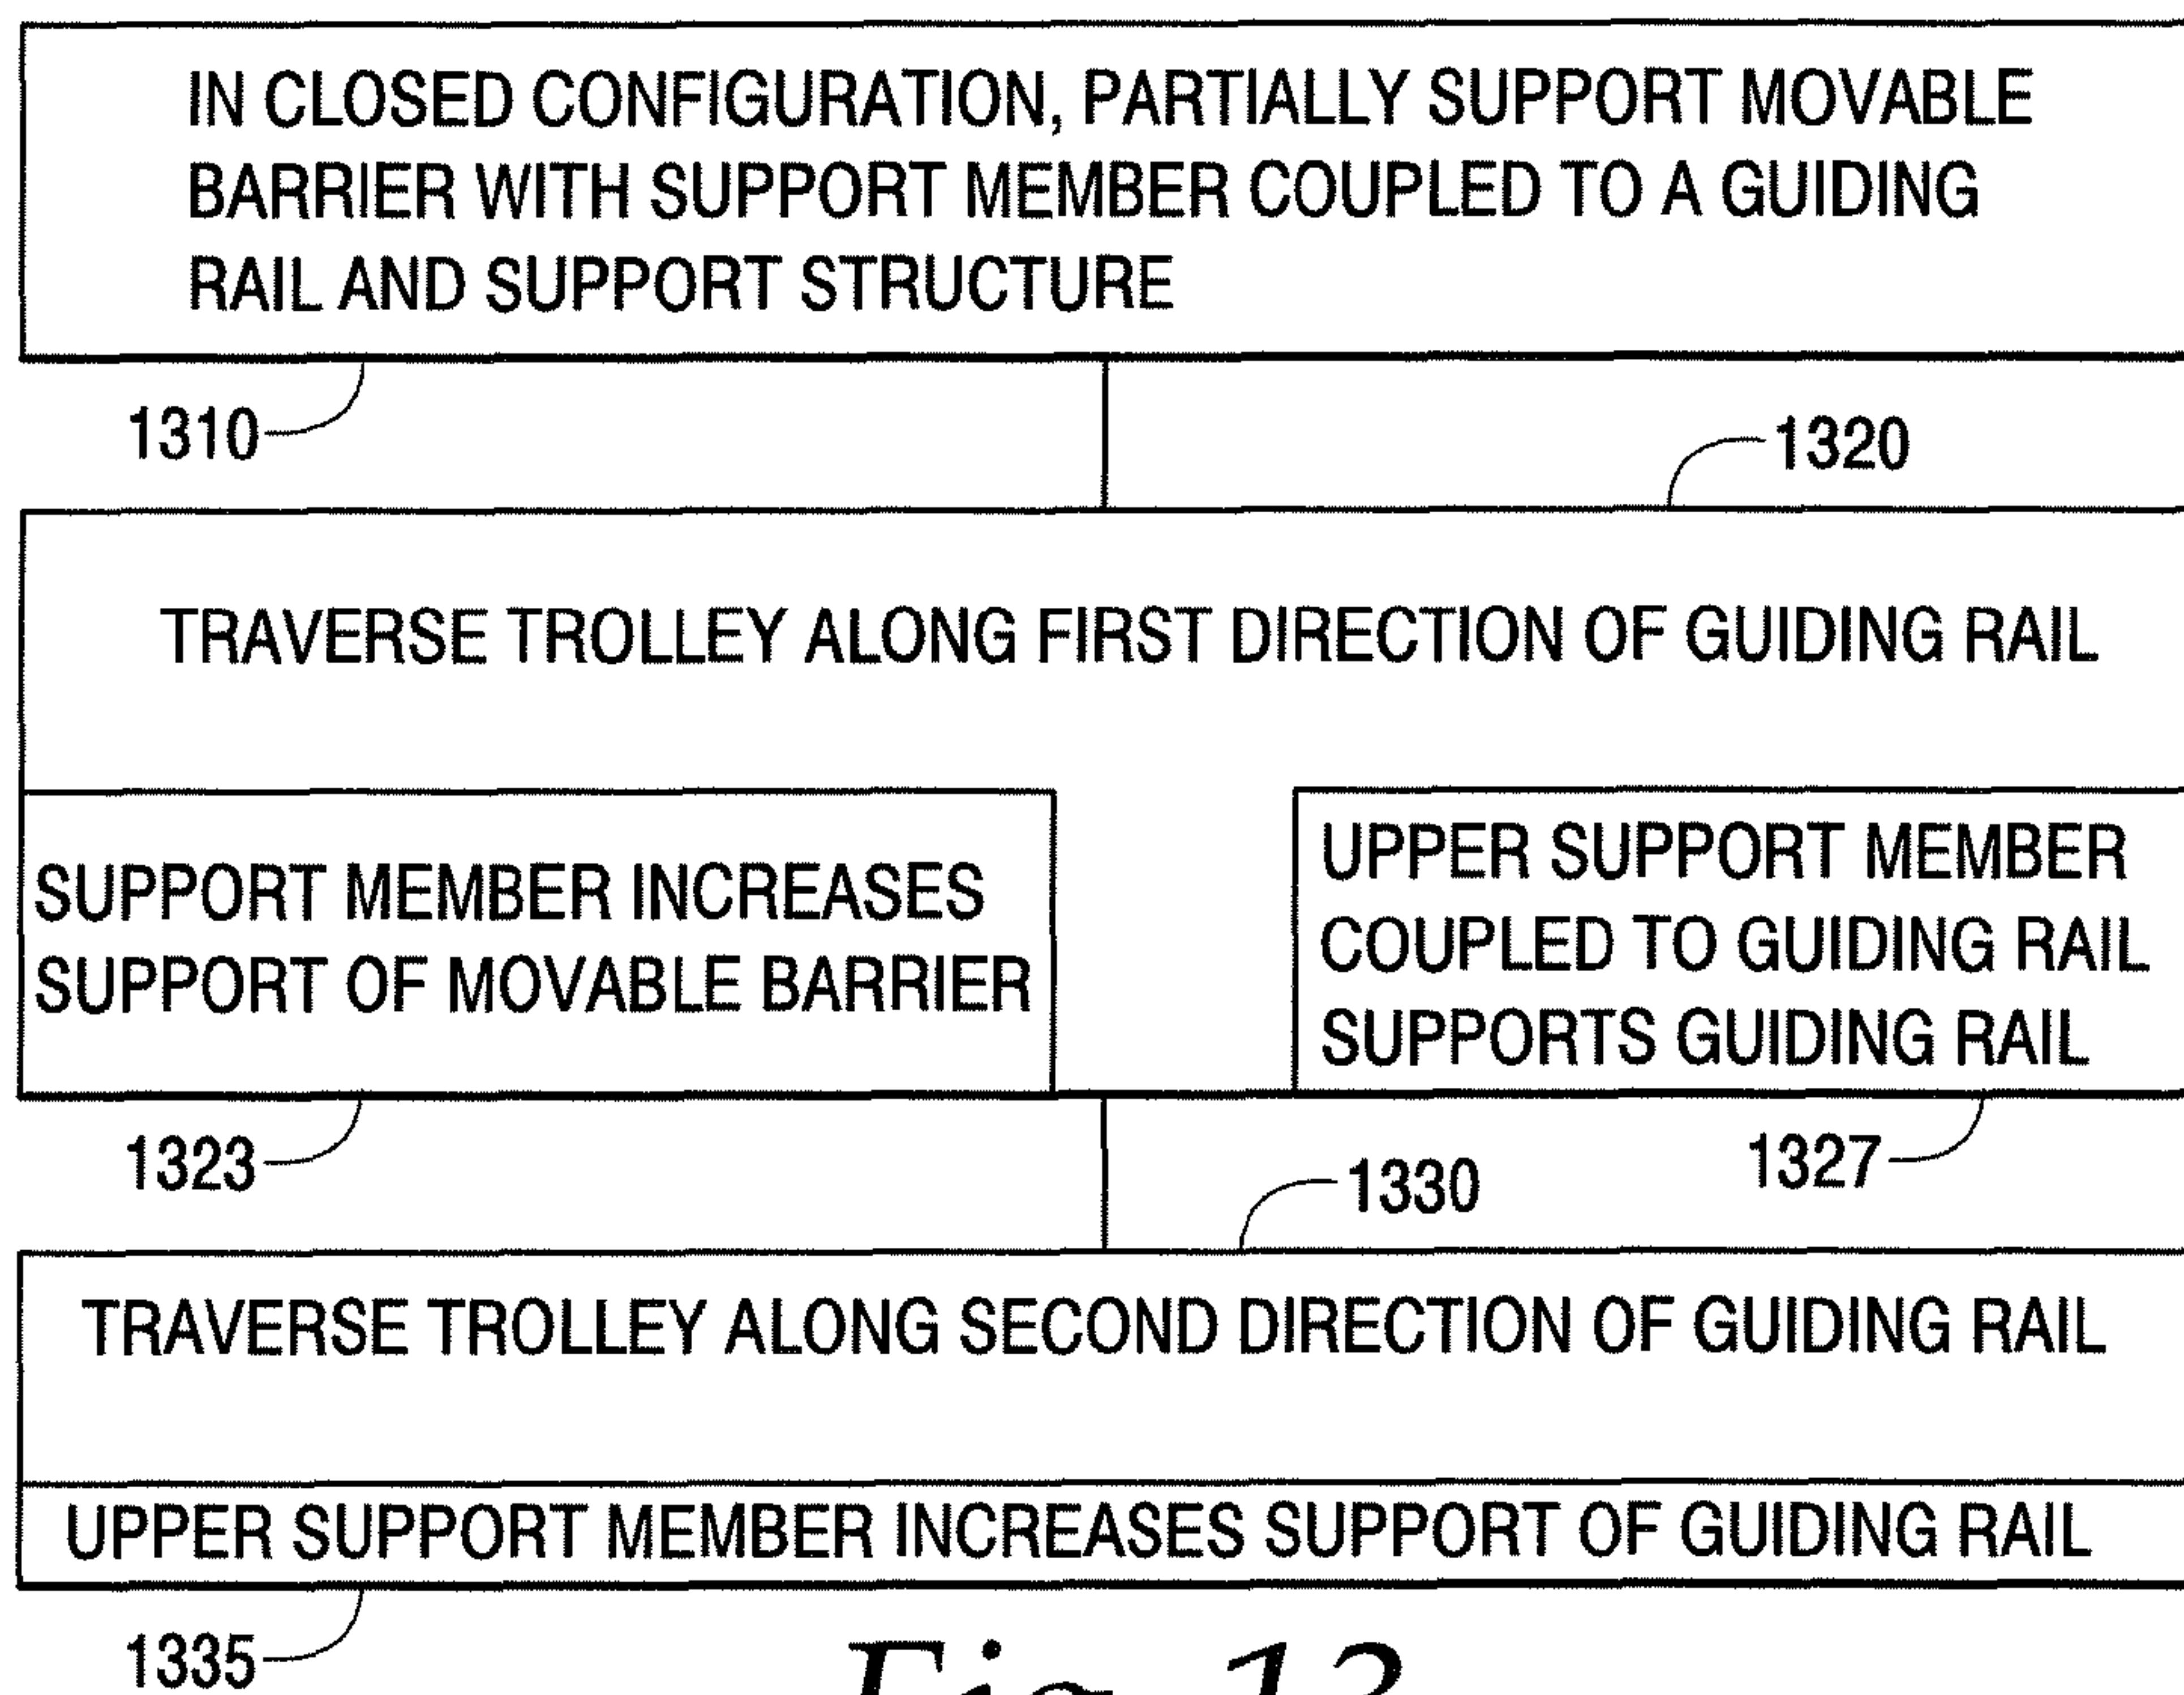 IN CLOSED CONFIGURATION, PARTIALLY SUPPORT MOVABLE
BARRIER WITH SUPPORT MEMBER COUPLED TO A GUIDING
RAIL AND SUPPORT STRUCTURE
1310
1320
TRAVERSE TROLLEY ALONG FIRST DIRECTION OF GUIDING RAIL
SUPPORT MEMBER INCREASES
SUPPORT OF MOVABLE BARRIER
UPPER SUPPORT MEMBER
COUPLED TO GUIDING RAIL
SUPPORTS GUIDING RAIL
1323
1327
1330
TRAVERSE TROLLEY ALONG SECOND DIRECTION OF GUIDING RAIL
UPPER SUPPORT MEMBER INCREASES SUPPORT OF GUIDING RAIL
1335